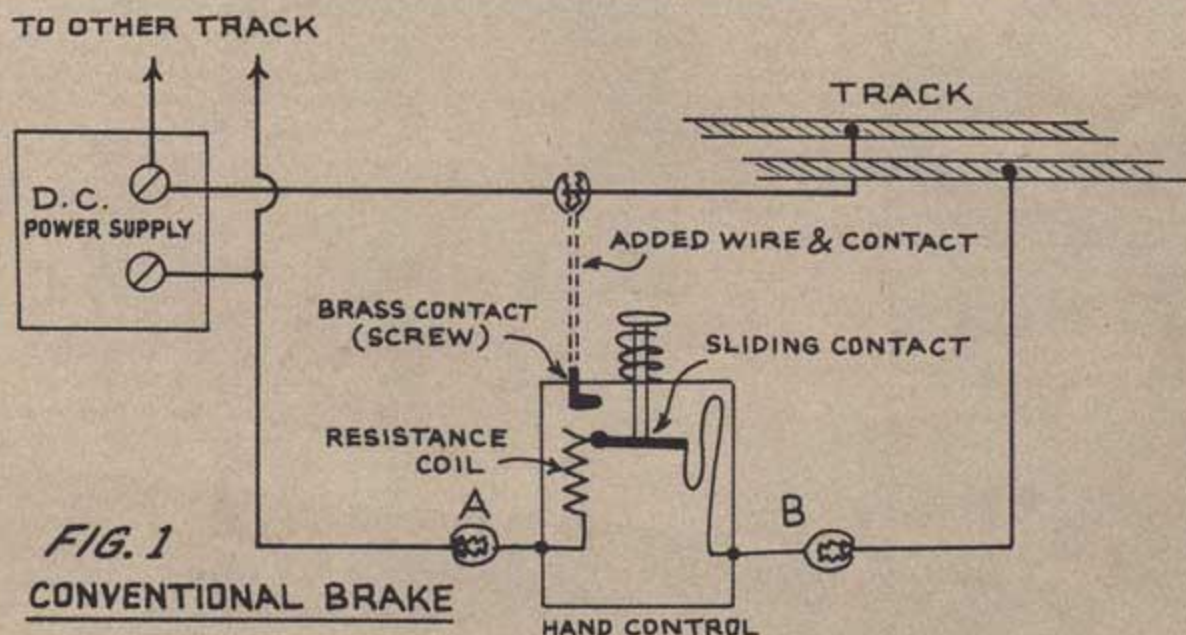 TO OTHER TRACK
TRACK
D.C.
POWER SUPPLY
ADDED WIRE & CONTACT
BRASS CONTACT
(SCREW)
SLIDING CONTACT
RESISTANCE
COIL
A
B
FIG. 1
CONVENTIONAL BRAKE
HAND CONTROL